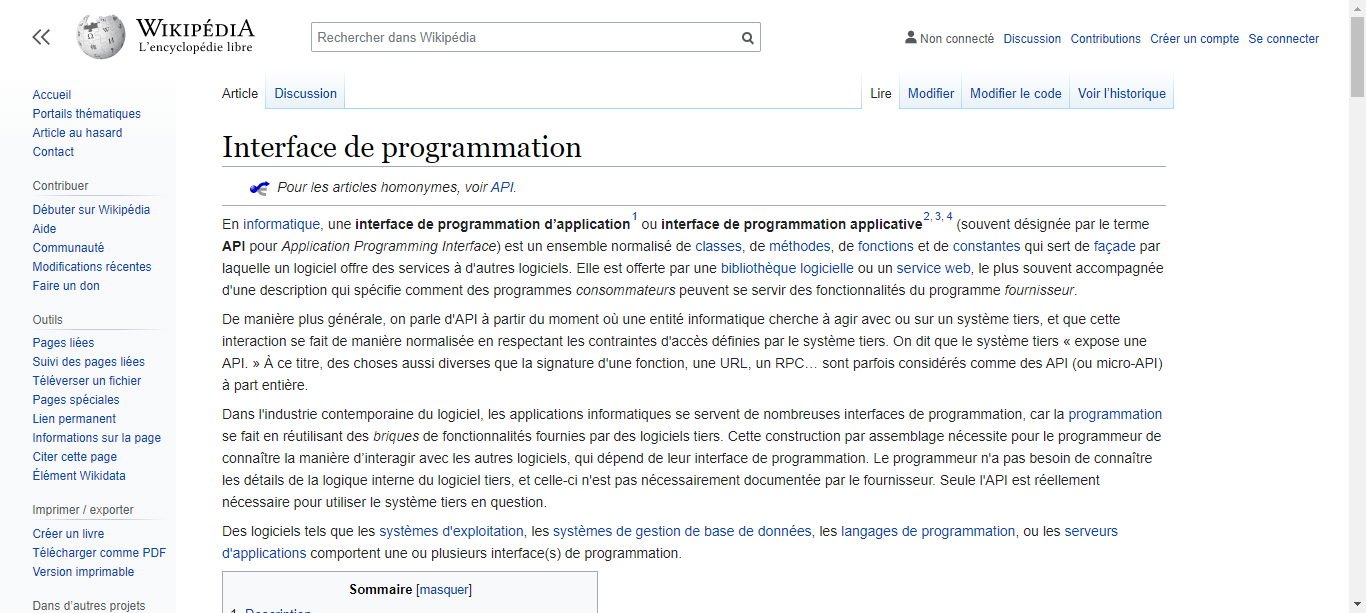 WIKIPÉDIA
L'encyclopédie libre
Rechercher dans Wikipédia
Non connecté Discussion Contributions Créer un compte Se connecter
Accueil
Portails thématiques
Article au hasard
Contact
Contribuer
Débuter sur Wikipédia
Aide
Communauté
Modifications récentes
Faire un don
Outils
Pages liées
Suivi des pages liées
Téléverser un fichier
Pages spéciales
Lien permanent
Informations sur la page
Citer cette page
Élément Wikidata
Imprimer / exporter
Créer un livre
Télécharger comme PDF
Version imprimable
Dans d'autres projets
Article Discussion Lire Modifier Modifier le code Voir l'historique
Interface de programmation
Pour les articles homonymes, voir API.
En informatique, une interface de programmation d'application1 ou interface de programmation applicative2, 3, 4 (souvent désignée par le terme
API pour Application Programming Interface) est un ensemble normalisé de classes, de méthodes, de fonctions et de constantes qui sert de façade par
laquelle un logiciel offre des services à d'autres logiciels. Elle est offerte par une bibliothèque logicielle ou un service web, le plus souvent accompagnée
d'une description qui spécifie comment des programmes consommateurs peuvent se servir des fonctionnalités du programme fournisseur.
De manière plus générale, on parle d'API à partir du moment où une entité informatique cherche à agir avec ou sur un système tiers, et que cette
interaction se fait de manière normalisée en respectant les contraintes d'accès définies par le système tiers. On dit que le système tiers « expose une
API. » À ce titre, des choses aussi diverses que la signature d'une fonction, une URL, un RPC… sont parfois considérés comme des API (ou micro-API)
à part entière.
Dans l'industrie contemporaine du logiciel, les applications informatiques se servent de nombreuses interfaces de programmation, car la programmation
se fait en réutilisant des briques de fonctionnalités fournies par des logiciels tiers. Cette construction par assemblage nécessite pour le programmeur de
connaître la manière d'interagir avec les autres logiciels, qui dépend de leur interface de programmation. Le programmeur n'a pas besoin de connaître
les détails de la logique interne du logiciel tiers, et celle-ci n'est pas nécessairement documentée par le fournisseur. Seule l'API est réellement
nécessaire pour utiliser le système tiers en question.
Des logiciels tels que les systèmes d'exploitation, les systèmes de gestion de base de données, les langages de programmation, ou les serveurs
d'applications comportent une ou plusieurs interface(s) de programmation.
Sommaire [masquer]
1 Description